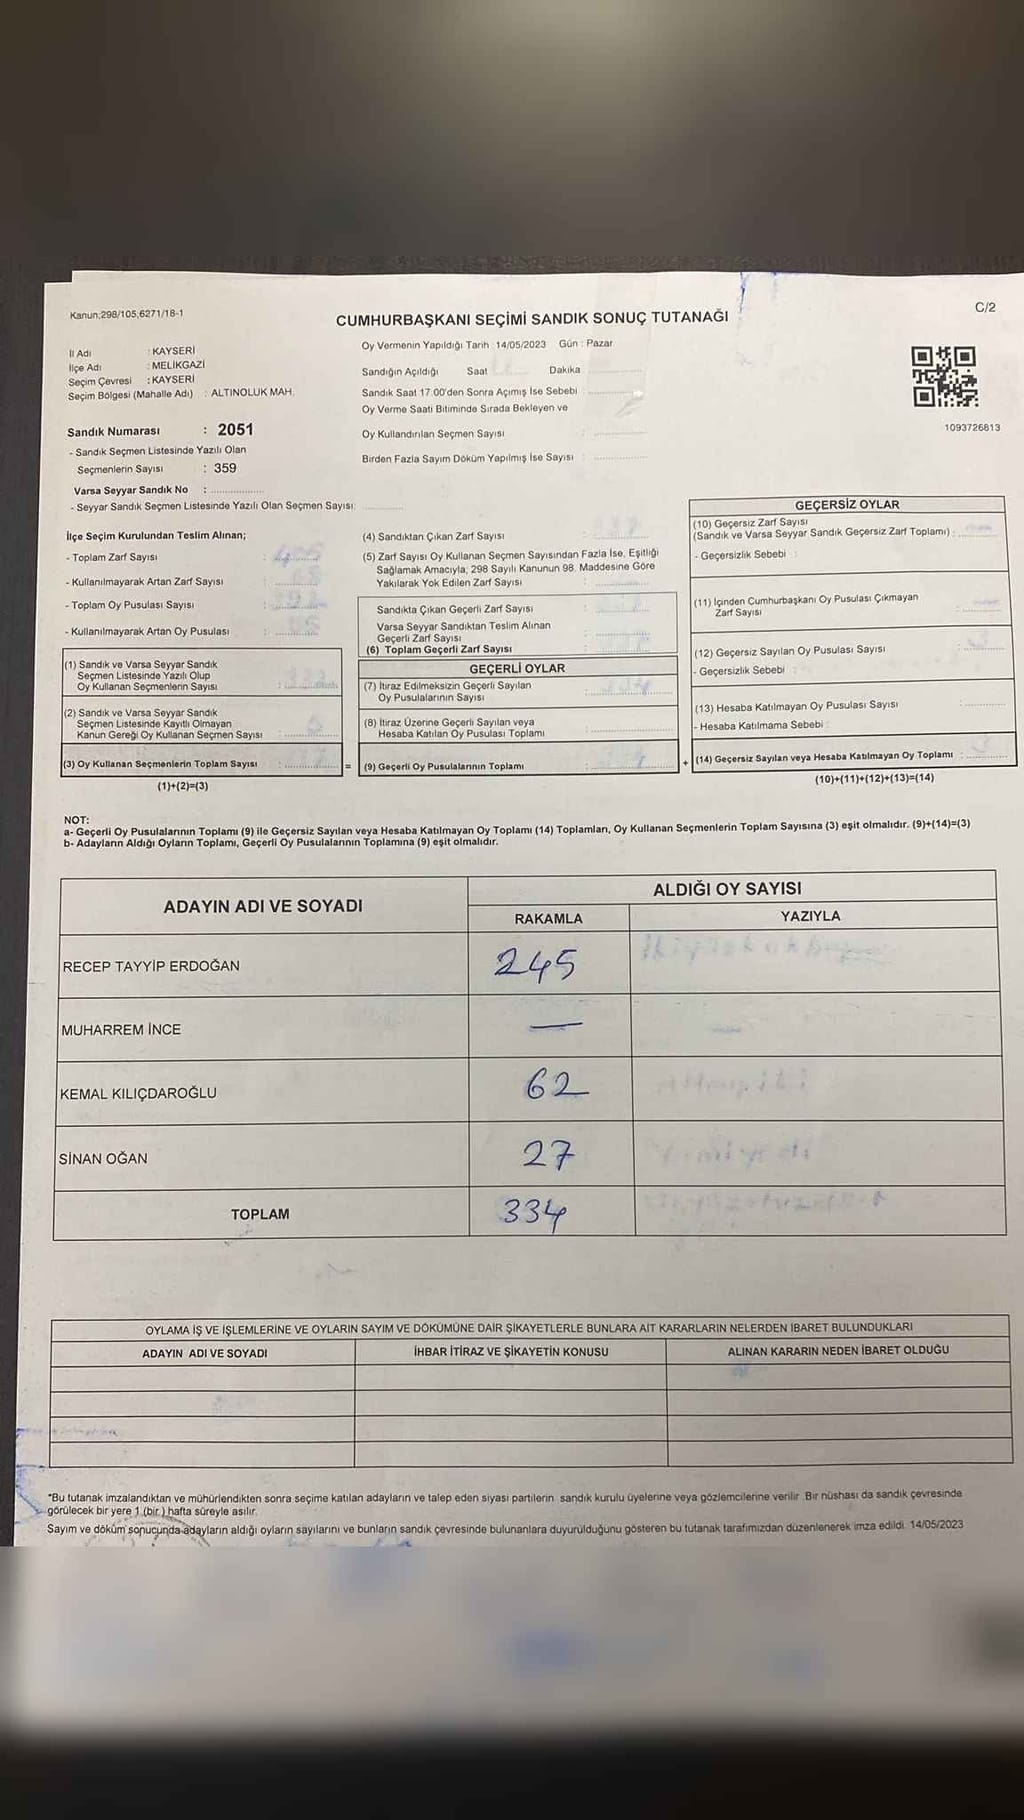 Kanun;298/105;6271/18-1
C/2
CUMHURBAŞKANI SEÇİMİ SANDIK SONUÇ TUTANAĞI
İl Adı : KAYSERİ
İlçe Adı : MELİKGAZİ
Seçim Çevresi : KAYSERİ
Seçim Bölgesi (Mahalle Adı) : ALTINOLUK MAH.
Sandık Numarası : 2051
- Sandık Seçmen Listesinde Yazılı Olan
Seçmenlerin Sayısı : 359
Varsa Seyyar Sandık No :
- Seyyar Sandık Seçmen Listesinde Yazılı Olan Seçmen Sayısı:
Oy Vermenin Yapıldığı Tarih : 14/05/2023 Gün : Pazar
Sandığın Açıldığı Saat Dakika
Sandık Saat 17:00'den Sonra Açımış İse Sebebi :
Oy Verme Saati Bitiminde Sırada Bekleyen ve
Oy Kullandırılan Seçmen Sayısı :
Birden Fazla Sayım Döküm Yapılmış İse Sayısı :
1093726813
İlçe Seçim Kurulundan Teslim Alınan;
- Toplam Zarf Sayısı :
- Kullanılmayarak Artan Zarf Sayısı :
- Toplam Oy Pusulası Sayısı :
- Kullanılmayarak Artan Oy Pusulası :
(1) Sandık ve Varsa Seyyar Sandık
Seçmen Listesinde Yazılı Olup
Oy Kullanan Seçmenlerin Sayısı :
(2) Sandık ve Varsa Seyyar Sandık
Seçmen Listesinde Kayıtlı Olmayan
Kanun Gereği Oy Kullanan Seçmen Sayısı :
(3) Oy Kullanan Seçmenlerin Toplam Sayısı :
(1)+(2)=(3)
(4) Sandıktan Çıkan Zarf Sayısı :
(5) Zarf Sayısı Oy Kullanan Seçmen Sayısından Fazla İse, Eşitliği
Sağlamak Amacıyla, 298 Sayılı Kanunun 98. Maddesine Göre
Yakılarak Yok Edilen Zarf Sayısı :
Sandıkta Çıkan Geçerli Zarf Sayısı :
Varsa Seyyar Sandıktan Teslim Alınan
Geçerli Zarf Sayısı :
(6) Toplam Geçerli Zarf Sayısı :
GEÇERLİ OYLAR
(7) İtiraz Edilmeksizin Geçerli Sayılan
Oy Pusulalarının Sayısı : 334
(8) İtiraz Üzerine Geçerli Sayılan veya
Hesaba Katılan Oy Pusulası Toplamı :
= (9) Geçerli Oy Pusulalarının Toplamı :
GEÇERSİZ OYLAR
(10) Geçersiz Zarf Sayısı
(Sandık ve Varsa Seyyar Sandık Geçersiz Zarf Toplamı) :
- Geçersizlik Sebebi :
(11) İçinden Cumhurbaşkanı Oy Pusulası Çıkmayan
Zarf Sayısı :
(12) Geçersiz Sayılan Oy Pusulası Sayısı :
- Geçersizlik Sebebi :
(13) Hesaba Katılmayan Oy Pusulası Sayısı :
- Hesaba Katılmama Sebebi :
+ (14) Geçersiz Sayılan veya Hesaba Katılmayan Oy Toplamı :
(10)+(11)+(12)+(13)=(14)
NOT:
a- Geçerli Oy Pusulalarının Toplamı (9) ile Geçersiz Sayılan veya Hesaba Katılmayan Oy Toplamı (14) Toplamları, Oy Kullanan Seçmenlerin Toplam Sayısına (3) eşit olmalıdır. (9)+(14)=(3)
b- Adayların Aldığı Oyların Toplamı, Geçerli Oy Pusulalarının Toplamına (9) eşit olmalıdır.
ADAYIN ADI VE SOYADI ALDIĞI OY SAYISI
RAKAMLA YAZIYLA
RECEP TAYYİP ERDOĞAN 245
MUHARREM İNCE —
KEMAL KILIÇDAROĞLU 62
SİNAN OĞAN 27
TOPLAM 334
OYLAMA İŞ VE İŞLEMLERİNE VE OYLARIN SAYIM VE DÖKÜMÜNE DAİR ŞİKAYETLERLE BUNLARA AİT KARARLARIN NELERDEN İBARET BULUNDUKLARI
ADAYIN ADI VE SOYADI İHBAR İTİRAZ VE ŞİKAYETİN KONUSU ALINAN KARARIN NEDEN İBARET OLDUĞU
*Bu tutanak imzalandıktan ve mühürlendikten sonra seçime katılan adayların ve talep eden siyasi partilerin sandık kurulu üyelerine veya gözlemcilerine verilir. Bir nüshası da sandık çevresinde
görülecek bir yere 1 (bir) hafta süreyle asılır.
Sayım ve döküm sonucunda adayların aldığı oyların sayılarını ve bunların sandık çevresinde bulunanlara duyurulduğunu gösteren bu tutanak tarafımızdan düzenlenerek imza edildi. 14/05/2023